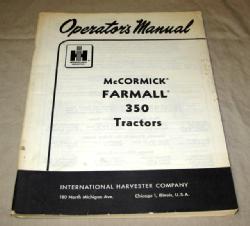 Operator's Manual
McCORMICK®
FARMALL®
350
Tractors
INTERNATIONAL HARVESTER COMPANY
180 North Michigan Ave. Chicago 1, Illinois, U.S.A.